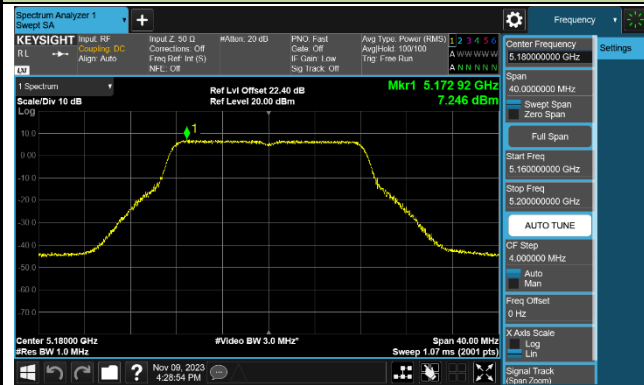 Spectrum Analyzer 1
Swept SA
Frequency
KEYSIGHT
RL
LXI
Input: RF
Coupling: DC
Align: Auto
Input Z: 50 Ω
Corrections: Off
Freq Ref: Int (S)
NFE: Off
#Atten: 20 dB
PNO: Fast
Gate: Off
IF Gain: Low
Sig Track: Off
Avg Type: Power (RMS)
Avg|Hold: 100/100
Trig: Free Run
1 2 3 4 5 6
A W W W W W
A N N N N N
1 Spectrum
Scale/Div 10 dB
Log
Ref Lvl Offset 22.40 dB
Ref Level 20.00 dBm
Mkr1 5.172 92 GHz
7.246 dBm
1
10.0
0.00
-10.0
-20.0
-30.0
-40.0
-50.0
-60.0
-70.0
Center 5.18000 GHz
#Res BW 1.0 MHz
#Video BW 3.0 MHz*
Span 40.00 MHz
Sweep 1.07 ms (2001 pts)
Nov 09, 2023
4:28:54 PM
Center Frequency
5.180000000 GHz
Span
40.0000000 MHz
Swept Span
Zero Span
Full Span
Start Freq
5.160000000 GHz
Stop Freq
5.200000000 GHz
AUTO TUNE
CF Step
4.000000 MHz
Auto
Man
Freq Offset
0 Hz
X Axis Scale
Log
Lin
Signal Track
(Span Zoom)
Settings